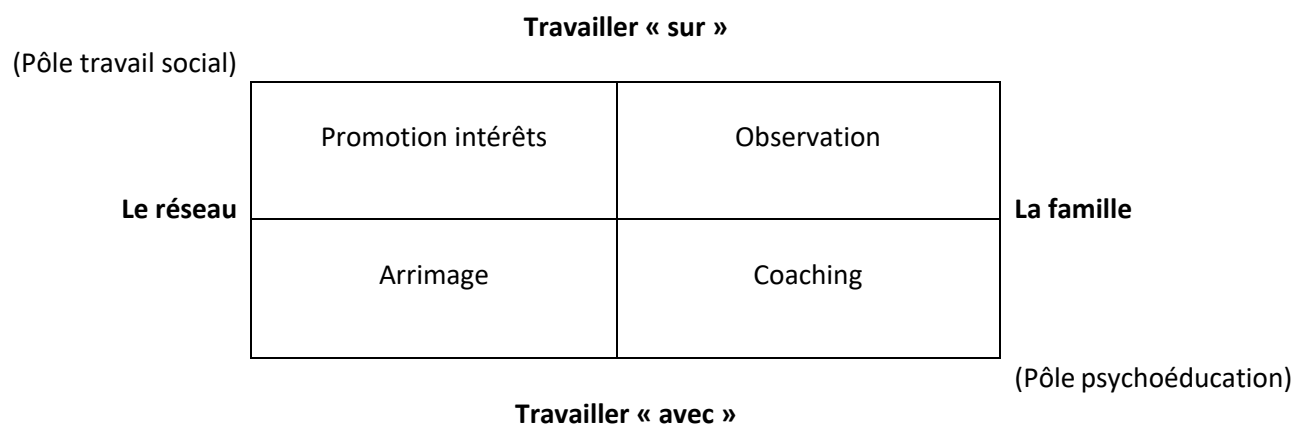 Travailler « sur »
(Pôle travail social)
Promotion intérêts
Observation
Le réseau
La famille
Arrimage
Coaching
(Pôle psychoéducation)
Travailler « avec »